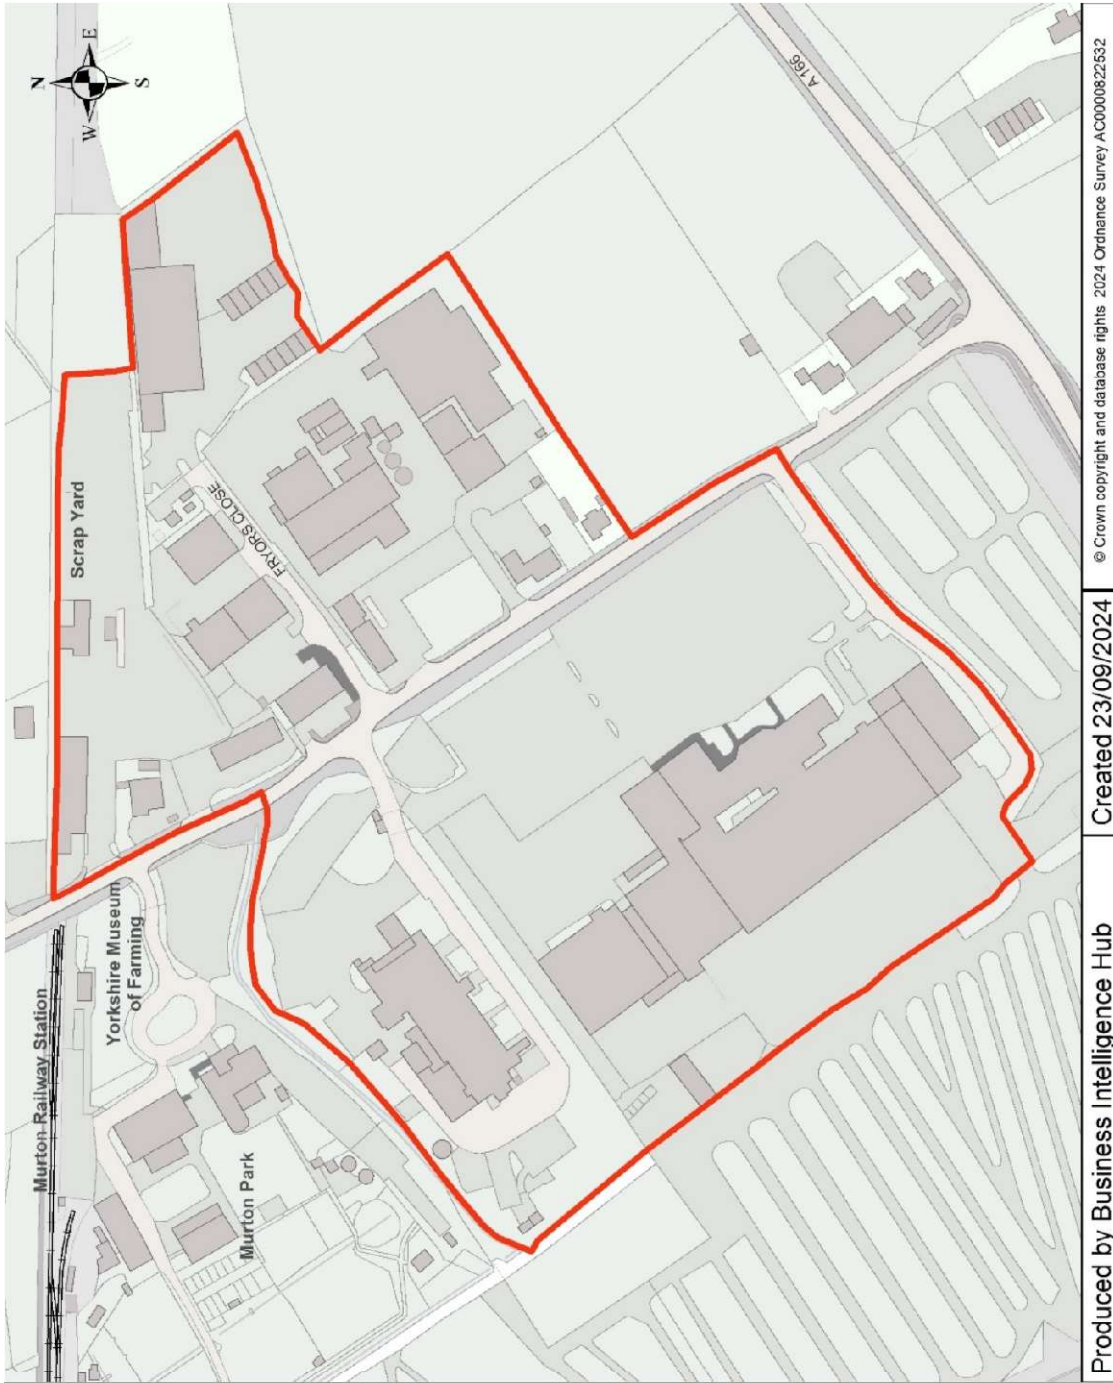 N
W
E
S
Scrap Yard
FRYORS CLOSE
A 166
Yorkshire Museum
of Farming
Murton Railway Station
Murton Park
Produced by Business Intelligence Hub
Created 23/09/2024
© Crown copyright and database rights 2024 Ordnance Survey AC0000822532